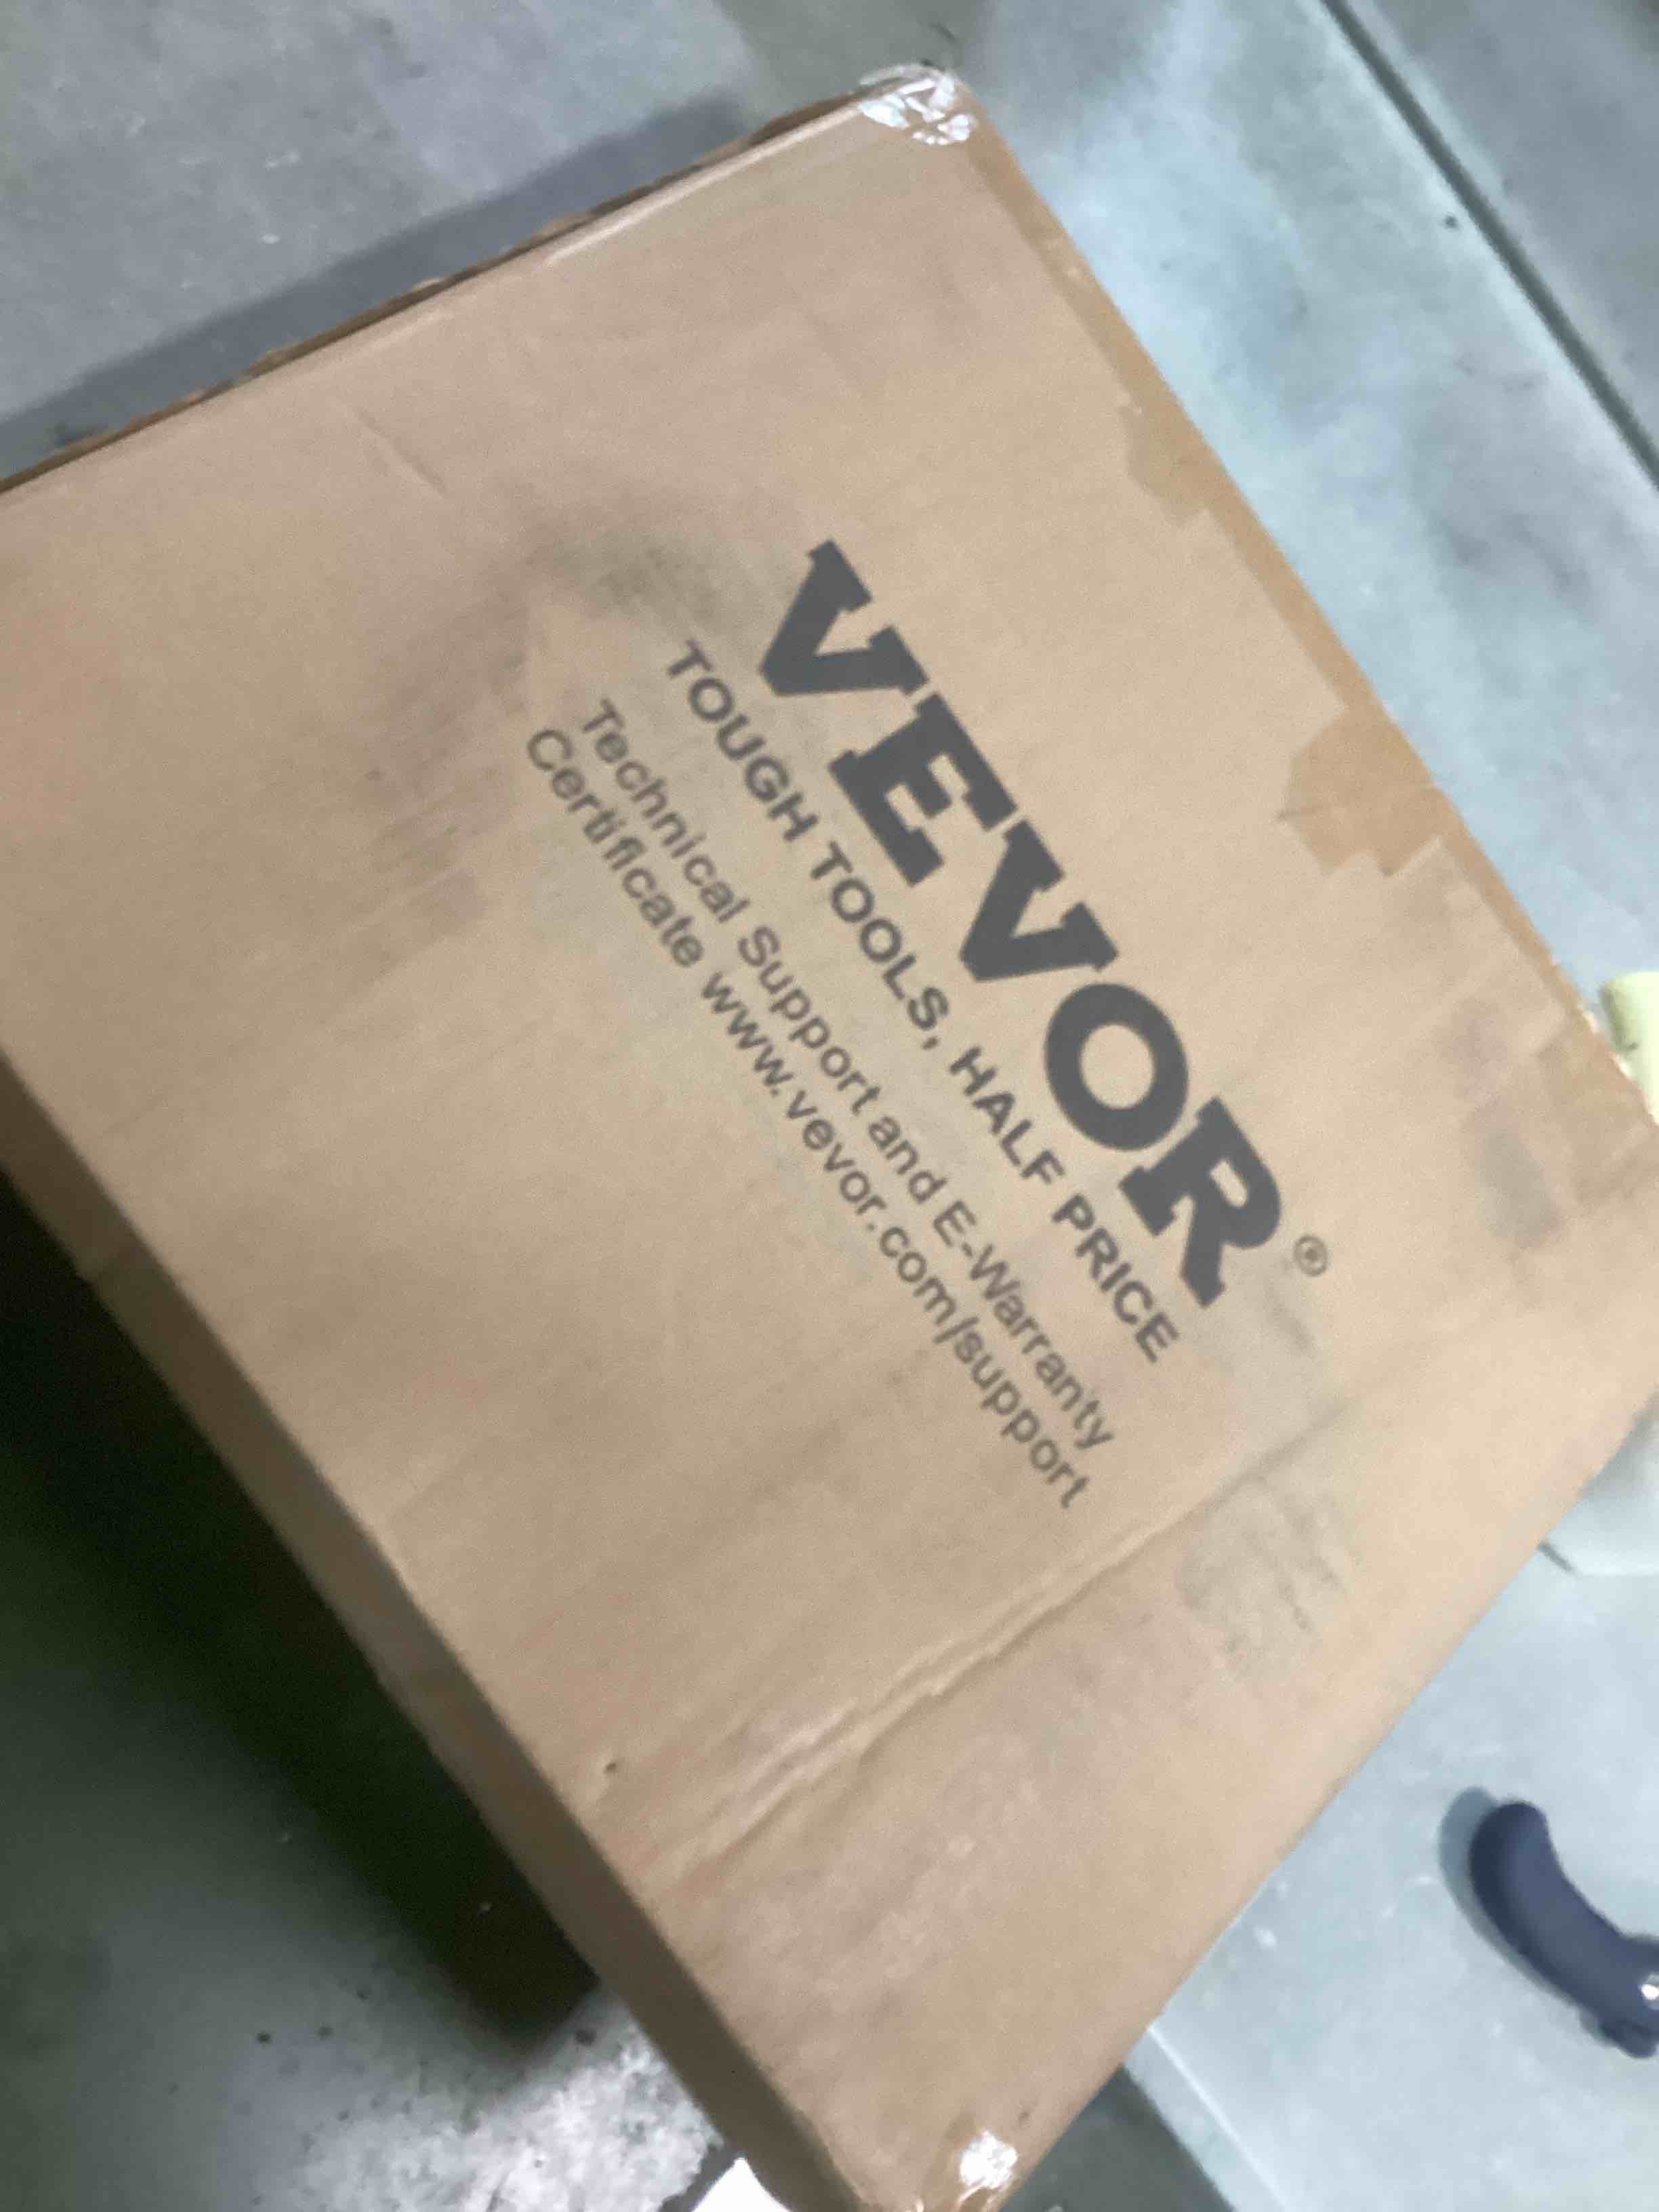 VEVOR®
TOUGH TOOLS, HALF PRICE
Technical Support and E-Warranty
Certificate www.vevor.com/support